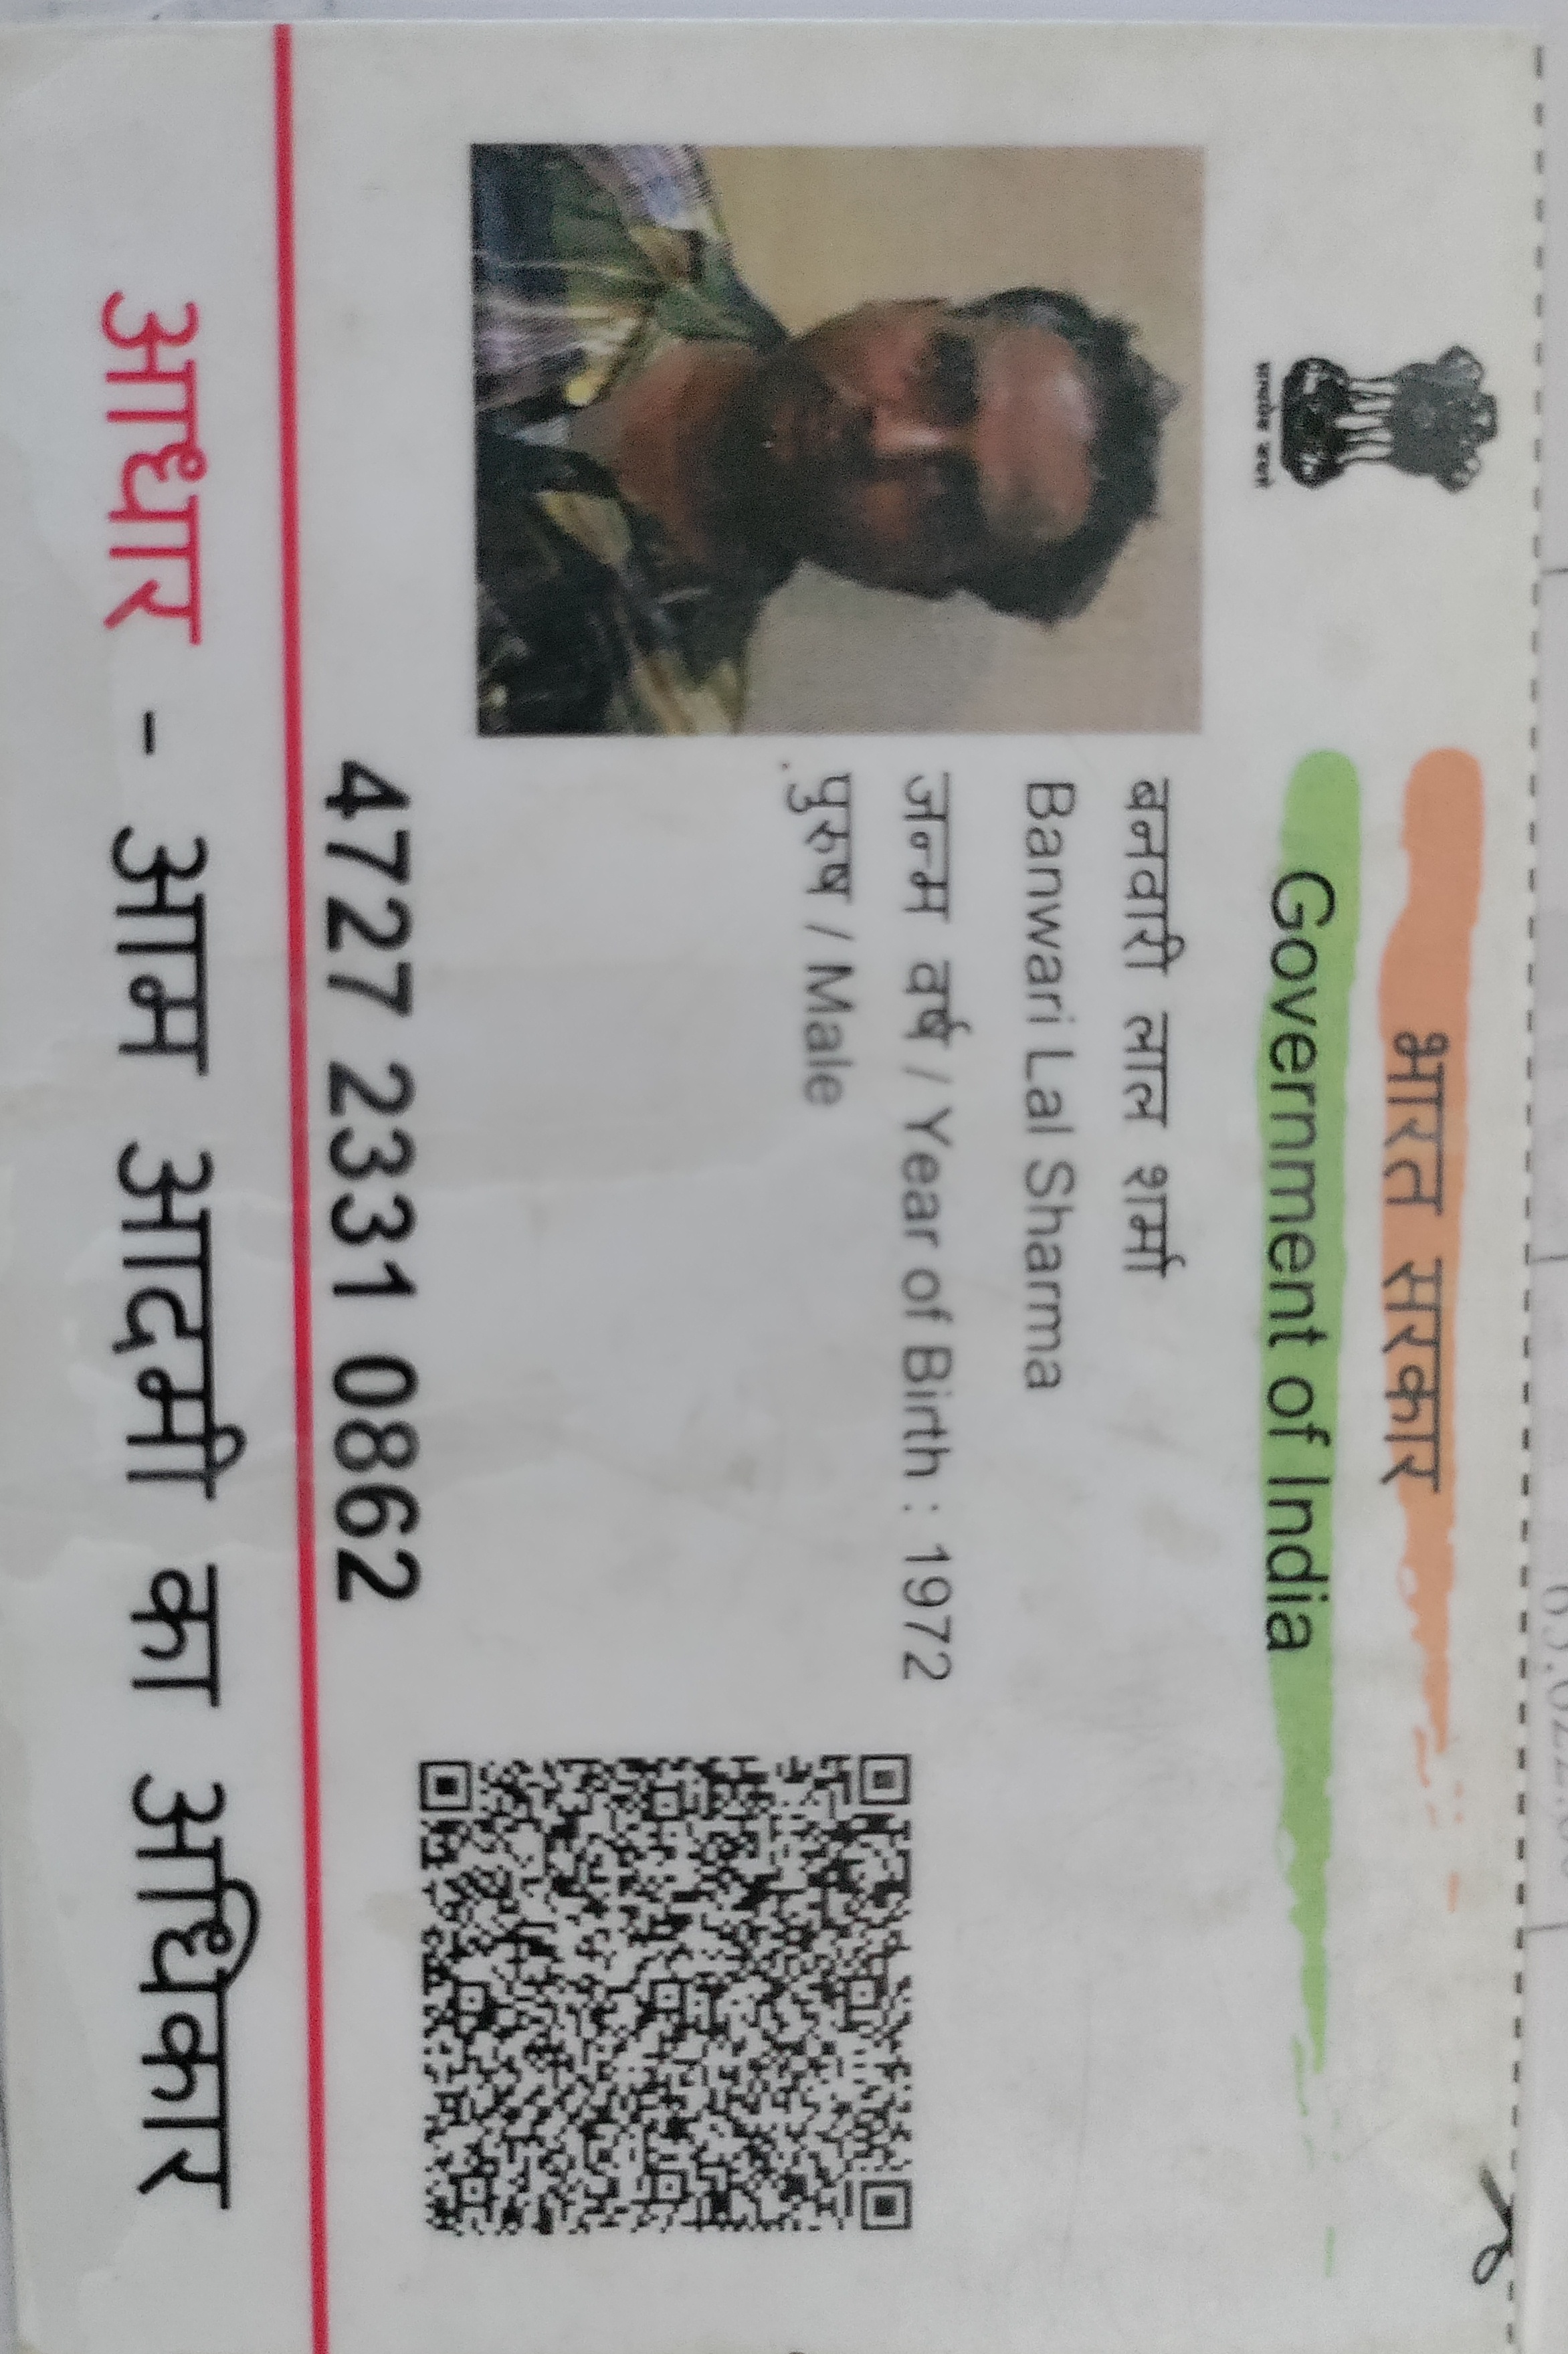 भारत सरकार
Government of India
सत्यमेव जयते
बनवारी लाल शर्मा
Banwari Lal Sharma
जन्म वर्ष / Year of Birth : 1972
पुरुष / Male
4727 2331 0862
आधार - आम आदमी का अधिकार